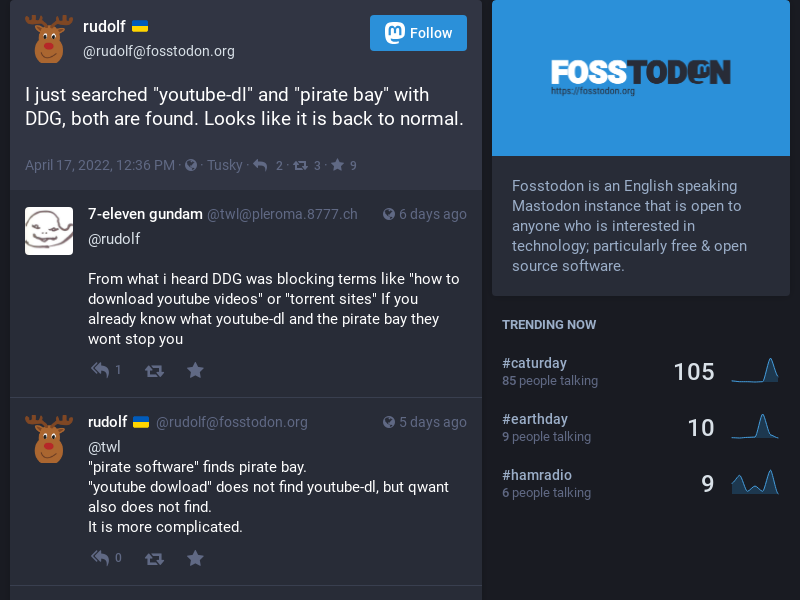 rudolf
@rudolf@fosstodon.org
Follow
I just searched "youtube-dl" and "pirate bay" with
DDG, both are found. Looks like it is back to normal.
April 17, 2022, 12:36 PM · · Tusky · 2 · 3 · 9
7-eleven gundam @twl@pleroma.8777.ch 6 days ago
@rudolf
From what i heard DDG was blocking terms like "how to
download youtube videos" or "torrent sites" If you
already know what youtube-dl and the pirate bay they
wont stop you
1
rudolf @rudolf@fosstodon.org 5 days ago
@twl
"pirate software" finds pirate bay.
"youtube dowload" does not find youtube-dl, but qwant
also does not find.
It is more complicated.
0
FOSSTODON
https://fosstodon.org
Fosstodon is an English speaking
Mastodon instance that is open to
anyone who is interested in
technology; particularly free & open
source software.
TRENDING NOW
#caturday
85 people talking
105
#earthday
9 people talking
10
#hamradio
6 people talking
9